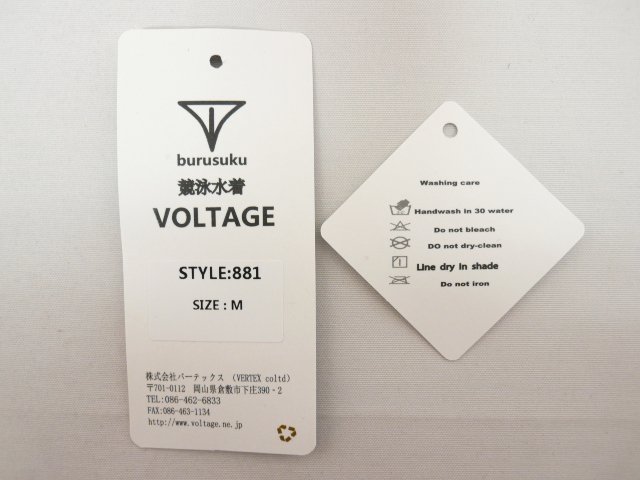 burusuku
競泳水着
VOLTAGE
STYLE:881
SIZE : M
株式会社バーテックス (VERTEX coltd)
〒701-0112 岡山県倉敷市下庄390-2
TEL:086-462-6833
FAX:086-463-1134
http://www.voltage.ne.jp
Washing care
Handwash in 30 water
Do not bleach
DO not dry-clean
Line dry in shade
Do not iron